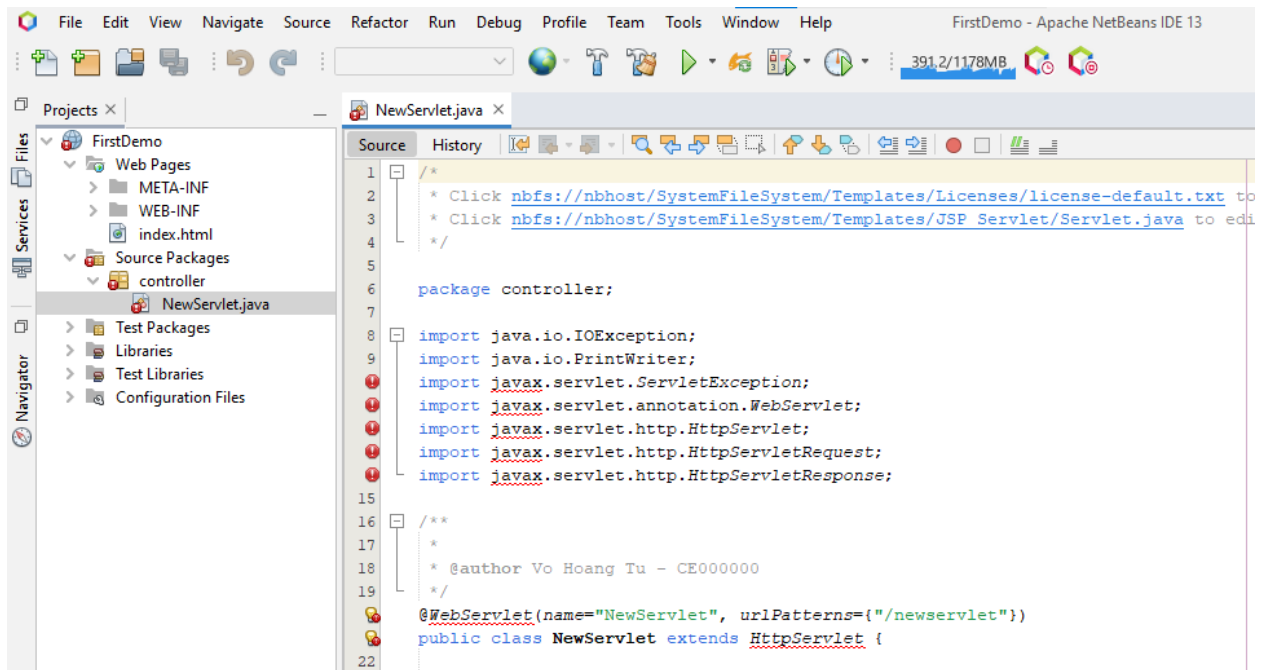 File Edit View Navigate Source Refactor Run Debug Profile Team Tools Window Help FirstDemo - Apache NetBeans IDE 13
391.2/1178MB
Projects
NewServlet.java
Files
Services
Navigator
FirstDemo
Web Pages
META-INF
WEB-INF
index.html
Source Packages
controller
NewServlet.java
Test Packages
Libraries
Test Libraries
Configuration Files
Source History
1 /*
2 * Click nbfs://nbhost/SystemFileSystem/Templates/Licenses/license-default.txt to
3 * Click nbfs://nbhost/SystemFileSystem/Templates/JSP_Servlet/Servlet.java to edi
4 */
5
6 package controller;
7
8 import java.io.IOException;
9 import java.io.PrintWriter;
import javax.servlet.ServletException;
import javax.servlet.annotation.WebServlet;
import javax.servlet.http.HttpServlet;
import javax.servlet.http.HttpServletRequest;
import javax.servlet.http.HttpServletResponse;
15
16 /**
17 *
18 * @author Vo Hoang Tu - CE000000
19 */
@WebServlet(name="NewServlet", urlPatterns={"/newservlet"})
public class NewServlet extends HttpServlet {
22